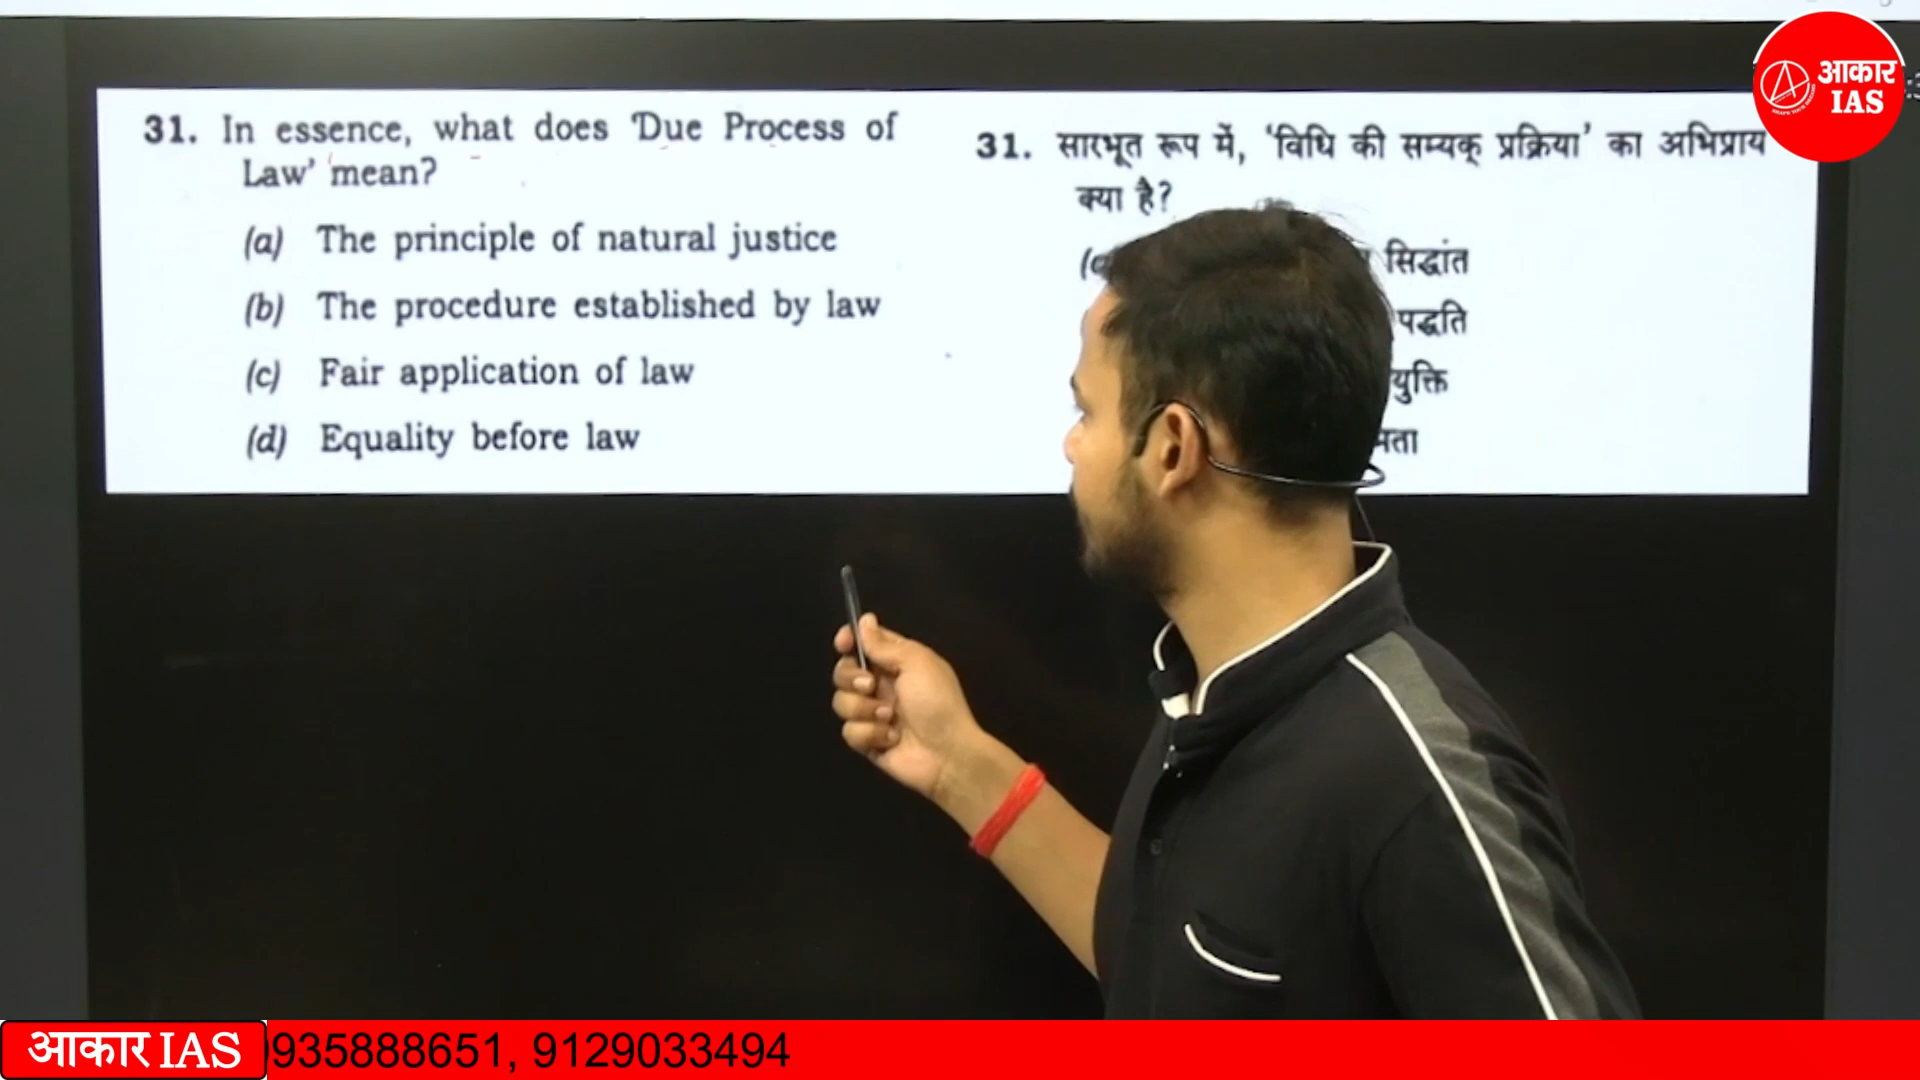 आकार
IAS
31. In essence, what does 'Due Process of
Law' mean?
(a) The principle of natural justice
(b) The procedure established by law
(c) Fair application of law
(d) Equality before law
31. सारभूत रूप में, ‘विधि की सम्यक् प्रक्रिया’ का अभिप्राय
क्या है?
सिद्धांत
पद्धति
आकार IAS
935888651, 9129033494